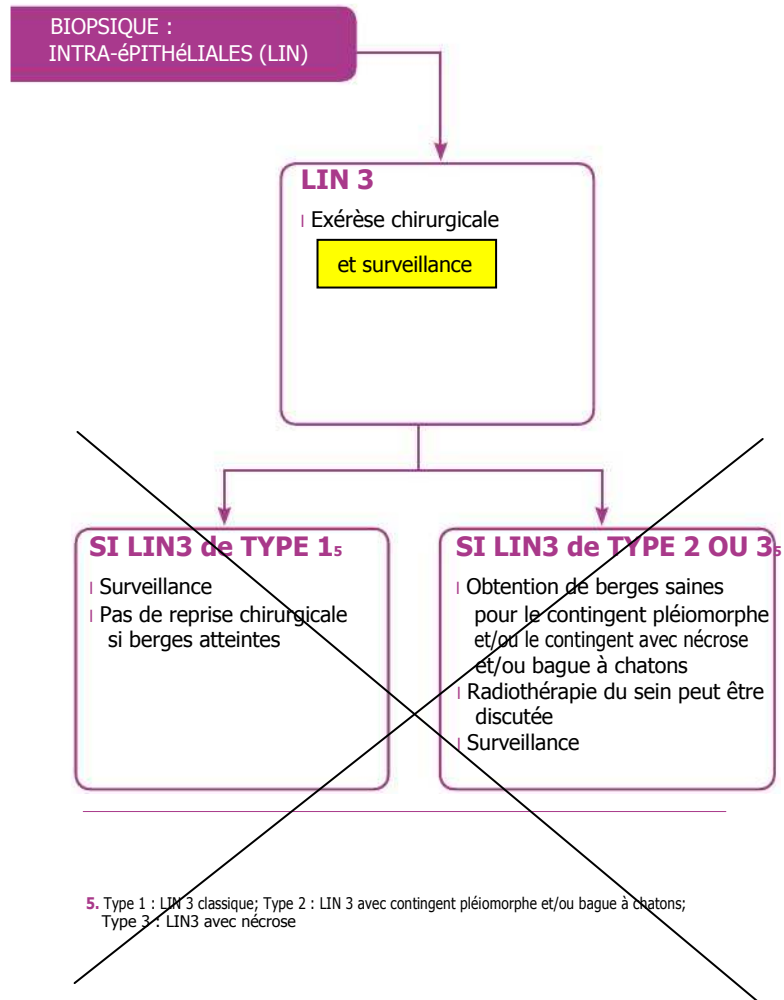 BIOPSIQUE :
INTRA-éPITHéLIALES (LIN)
LIN 3
ı Exérèse chirurgicale
et surveillance
SI LIN3 de TYPE 1₅
ı Surveillance
ı Pas de reprise chirurgicale
si berges atteintes
SI LIN3 de TYPE 2 OU 3₅
ı Obtention de berges saines
pour le contingent pléiomorphe
et/ou le contingent avec nécrose
et/ou bague à chatons
ı Radiothérapie du sein peut être
discutée
ı Surveillance
5. Type 1 : LIN 3 classique; Type 2 : LIN 3 avec contingent pléiomorphe et/ou bague à chatons;
Type 3 : LIN3 avec nécrose